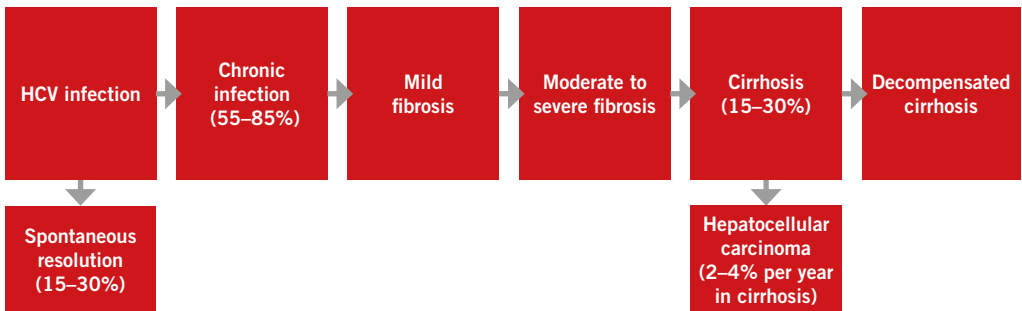 HCV infection
Chronic
infection
(55–85%)
Mild
fibrosis
Moderate to
severe fibrosis
Cirrhosis
(15–30%)
Decompensated
cirrhosis
Spontaneous
resolution
(15–30%)
Hepatocellular
carcinoma
(2–4% per year
in cirrhosis)